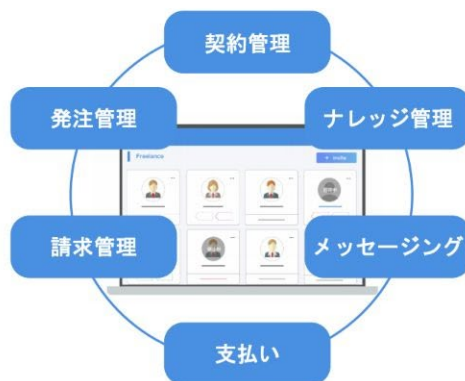 契約管理
発注管理
ナレッジ管理
Freelance
+ Invite
請求管理
メッセージング
支払い